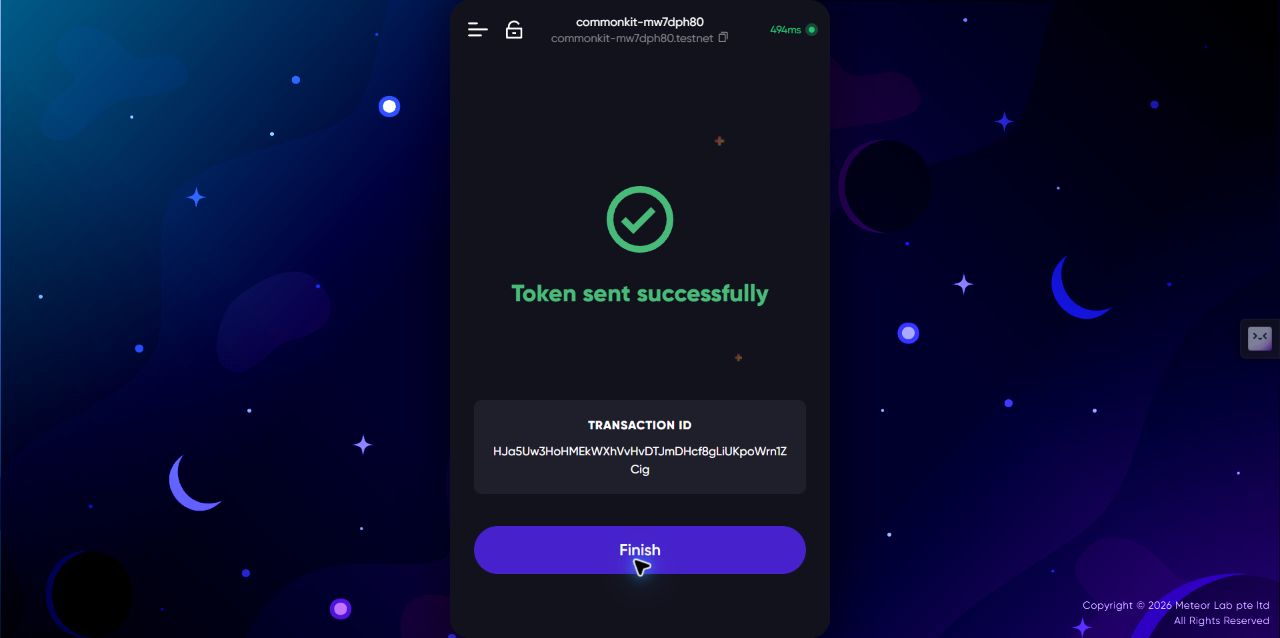 commonkit-mw7dph80
commonkit-mw7dph80.testnet
494ms
Token sent successfully
TRANSACTION ID
HJa5Uw3HoHMEkWXhVvHvDTJmDHcf8gLiUKpoWrn1Z
Cig
Finish
Copyright © 2026 Meteor Lab pte ltd
All Rights Reserved